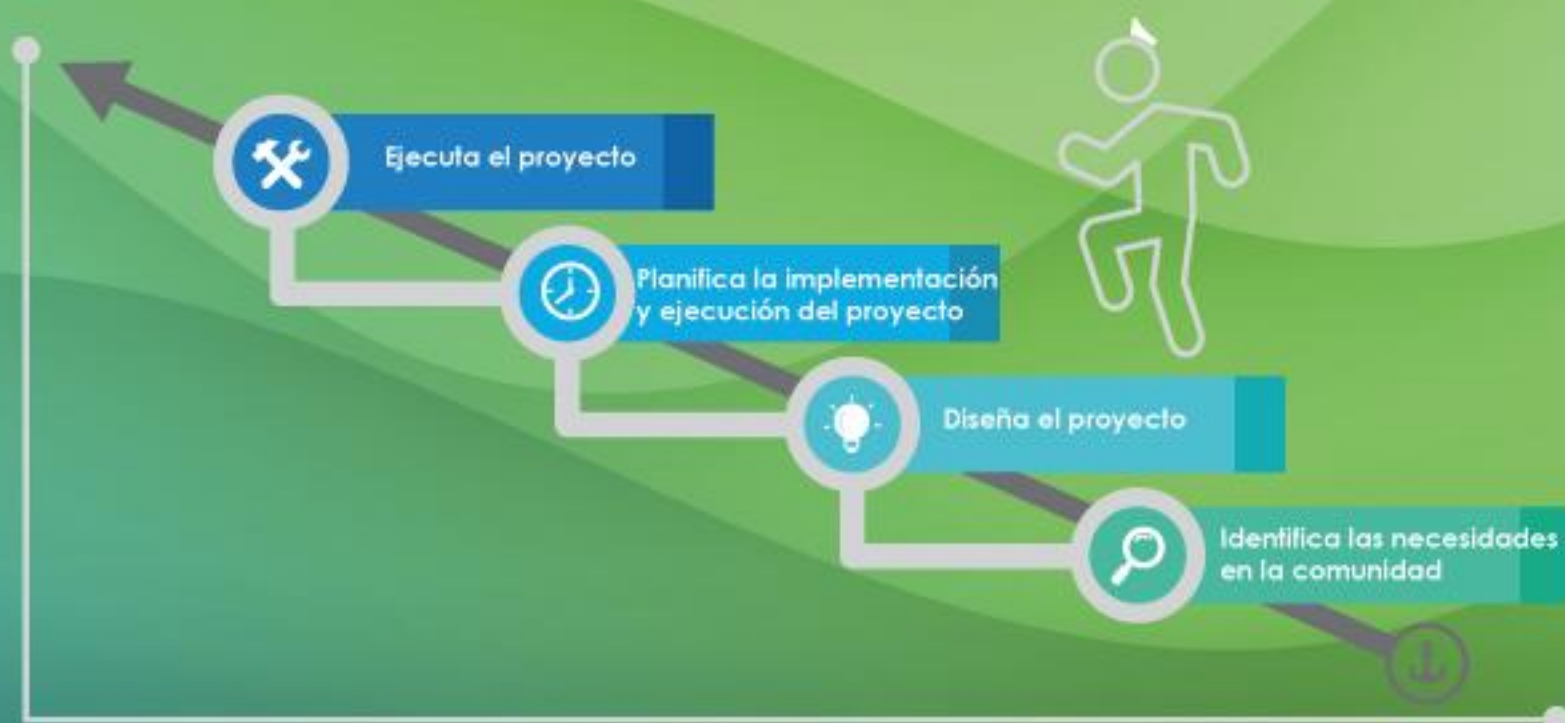 Ejecuta el proyecto
Planifica la implementación
y ejecución del proyecto
Diseña el proyecto
Identifica las necesidades
en la comunidad